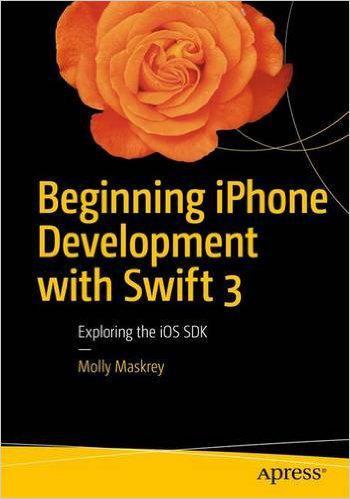 Beginning iPhone
Development
with Swift 3
Exploring the iOS SDK
Molly Maskrey
Apress®